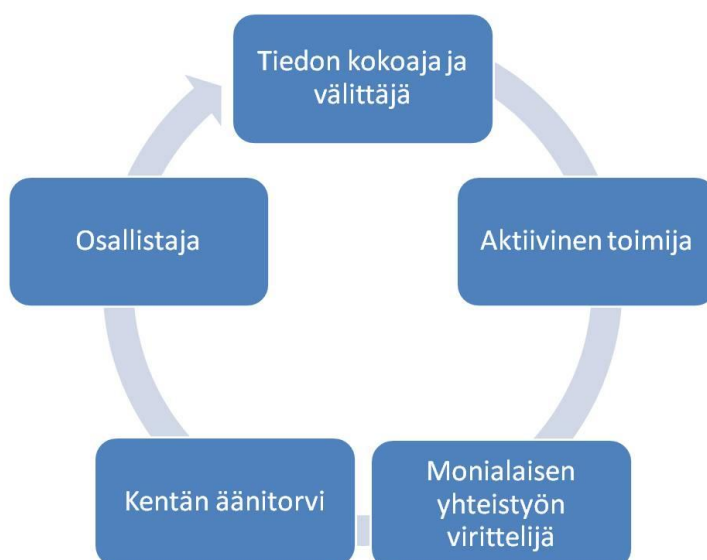 Tiedon kokoaja ja
välittäjä
Aktiivinen toimija
Monialaisen
yhteistyön
virittelijä
Kentän äänitorvi
Osallistaja